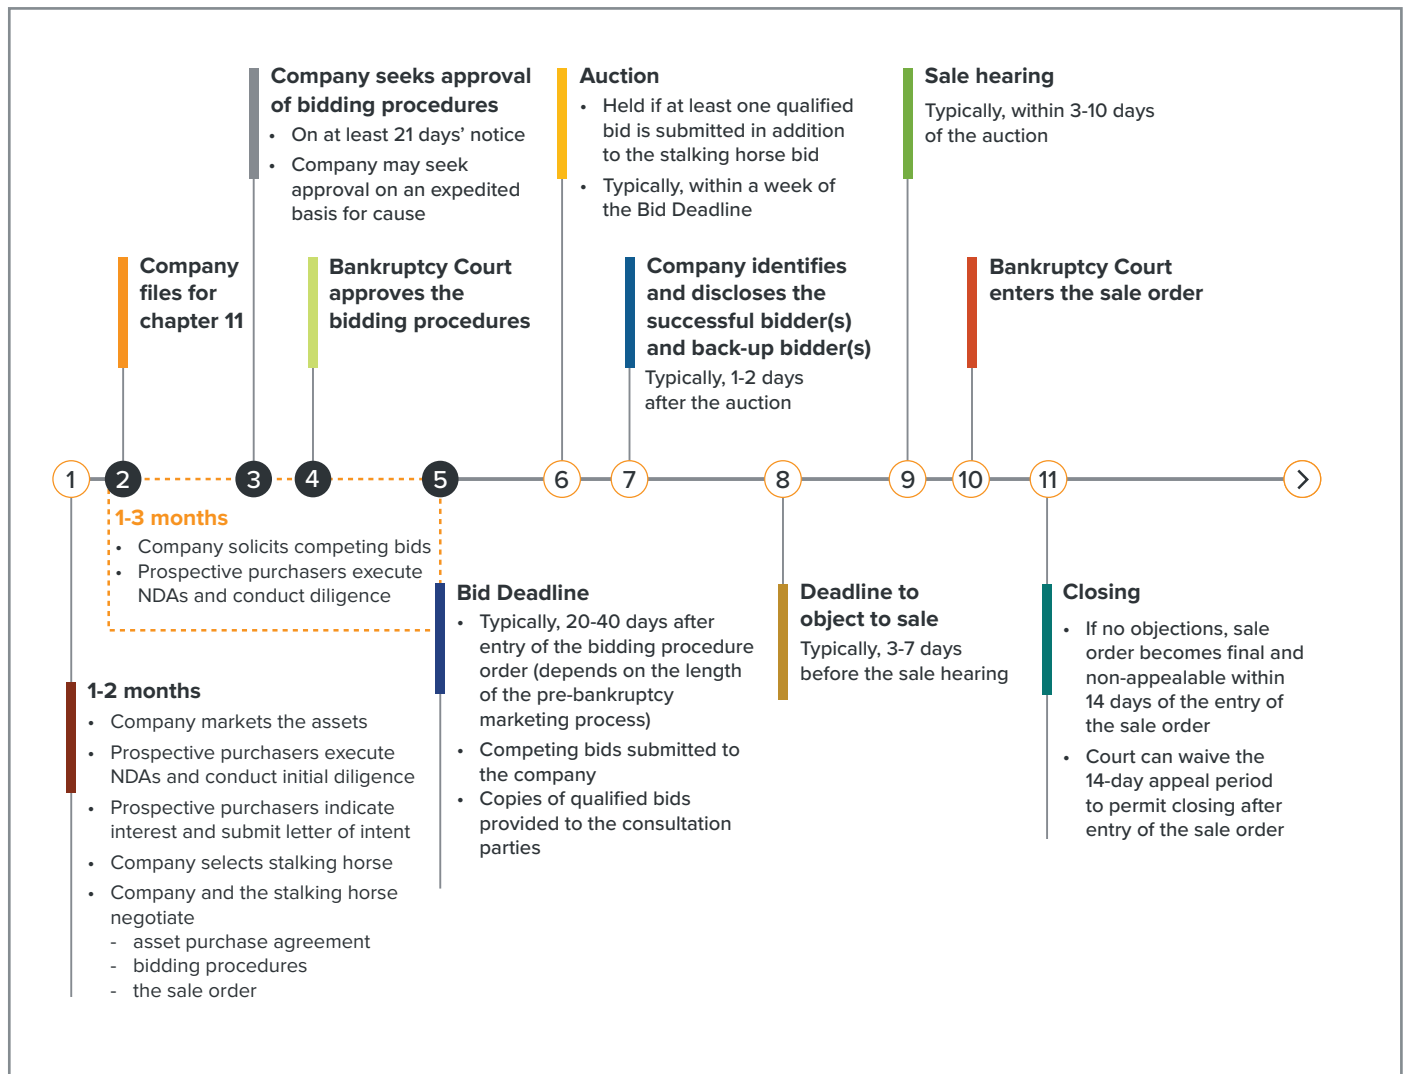 Company seeks approval
of bidding procedures
• On at least 21 days’ notice
• Company may seek
approval on an expedited
basis for cause
Auction
• Held if at least one qualified
bid is submitted in addition
to the stalking horse bid
• Typically, within a week of
the Bid Deadline
Sale hearing
Typically, within 3-10 days
of the auction
Company
files for
chapter 11
Bankruptcy Court
approves the
bidding procedures
Company identifies
and discloses the
successful bidder(s)
and back-up bidder(s)
Typically, 1-2 days
after the auction
Bankruptcy Court
enters the sale order
1 2 3 4 5 6 7 8 9 10 11
1-3 months
• Company solicits competing bids
• Prospective purchasers execute
NDAs and conduct diligence
1-2 months
• Company markets the assets
• Prospective purchasers execute
NDAs and conduct initial diligence
• Prospective purchasers indicate
interest and submit letter of intent
• Company selects stalking horse
• Company and the stalking horse
negotiate
- asset purchase agreement
- bidding procedures
- the sale order
Bid Deadline
• Typically, 20-40 days after
entry of the bidding procedure
order (depends on the length
of the pre-bankruptcy
marketing process)
• Competing bids submitted to
the company
• Copies of qualified bids
provided to the consultation
parties
Deadline to
object to sale
Typically, 3-7 days
before the sale hearing
Closing
• If no objections, sale
order becomes final and
non-appealable within
14 days of the entry of
the sale order
• Court can waive the
14-day appeal period
to permit closing after
entry of the sale order